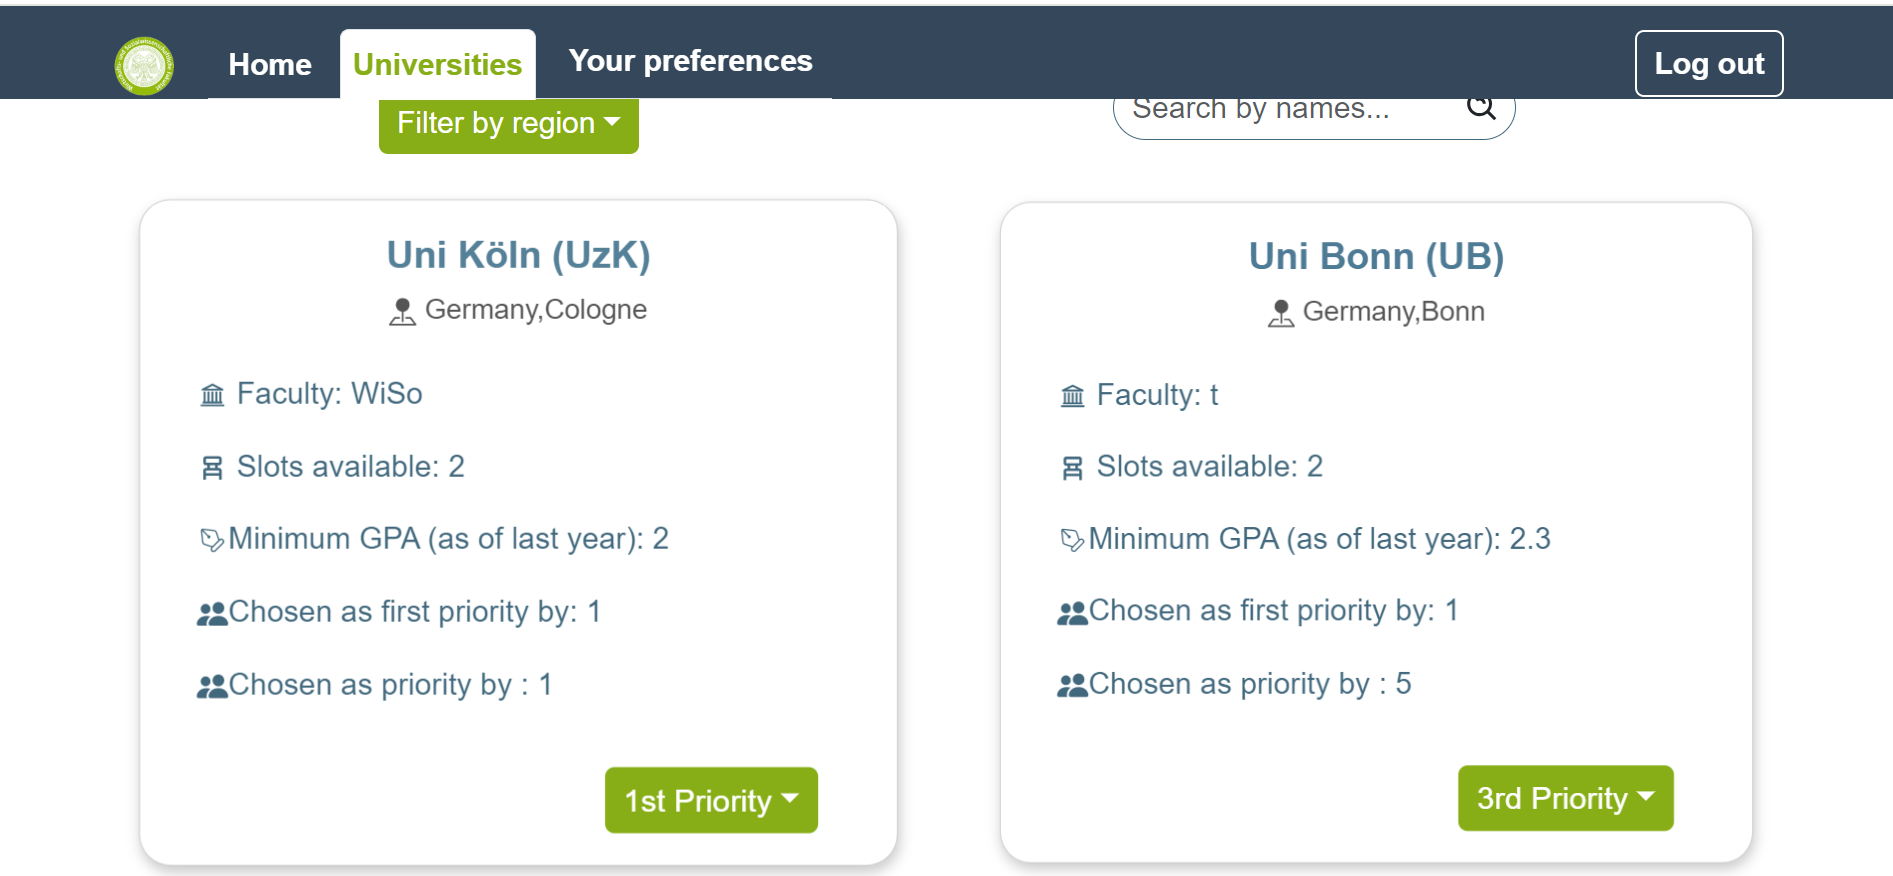 Home
Universities
Your preferences
Log out
Filter by region
Search by names...
Uni Köln (UzK)
Germany,Cologne
Faculty: WiSo
Slots available: 2
Minimum GPA (as of last year): 2
Chosen as first priority by: 1
Chosen as priority by : 1
1st Priority
Uni Bonn (UB)
Germany,Bonn
Faculty: t
Slots available: 2
Minimum GPA (as of last year): 2.3
Chosen as first priority by: 1
Chosen as priority by : 5
3rd Priority